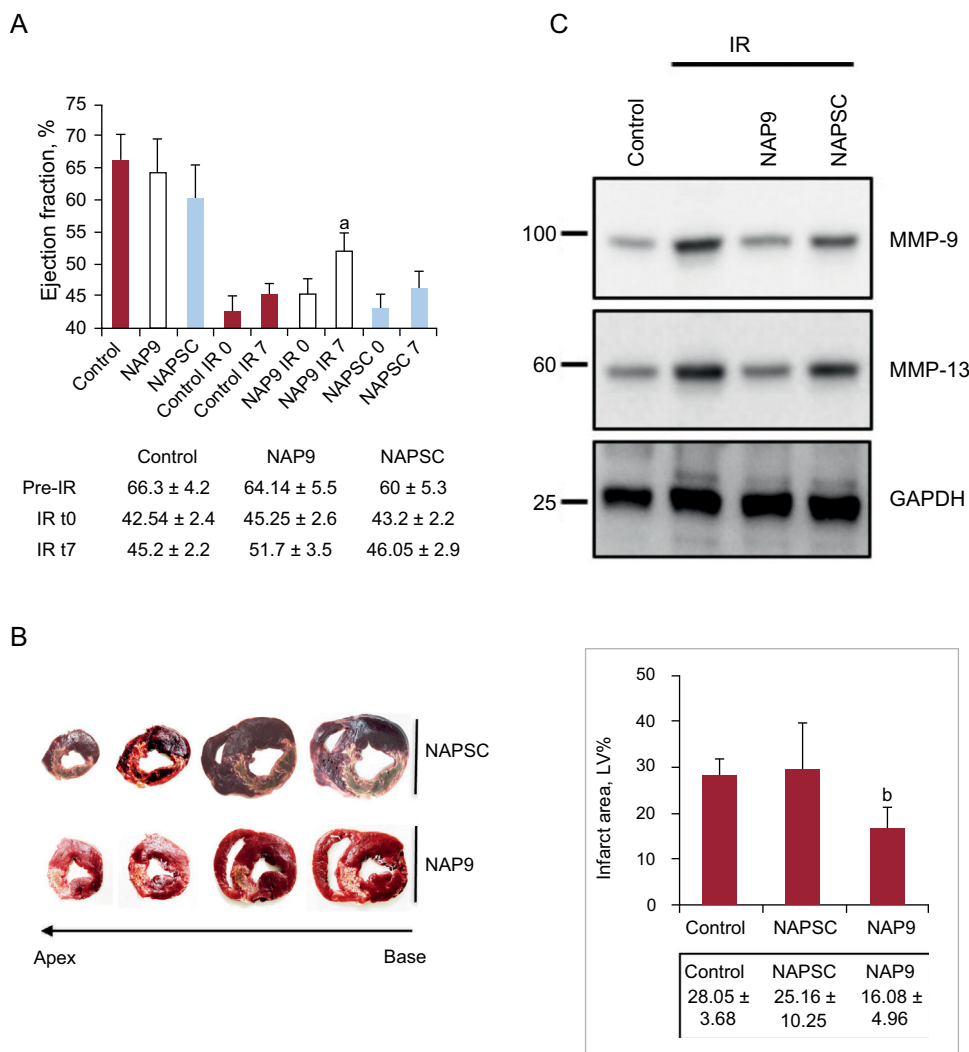 A
Ejection fraction, %
75
70
65
60
55
50
45
40
a
Control
NAP9
NAPSC
Control IR 0
Control IR 7
NAP9 IR 0
NAP9 IR 7
NAPSC 0
NAPSC 7
Control NAP9 NAPSC
Pre-IR 66.3 ± 4.2 64.14 ± 5.5 60 ± 5.3
IR t0 42.54 ± 2.4 45.25 ± 2.6 43.2 ± 2.2
IR t7 45.2 ± 2.2 51.7 ± 3.5 46.05 ± 2.9
B
NAPSC
NAP9
Apex Base
C
IR
Control
NAP9
NAPSC
100
MMP-9
60
MMP-13
25
GAPDH
Infarct area, LV%
50
40
30
20
10
0
b
Control NAPSC NAP9
Control NAPSC NAP9
28.05 ± 25.16 ± 16.08 ±
3.68 10.25 4.96